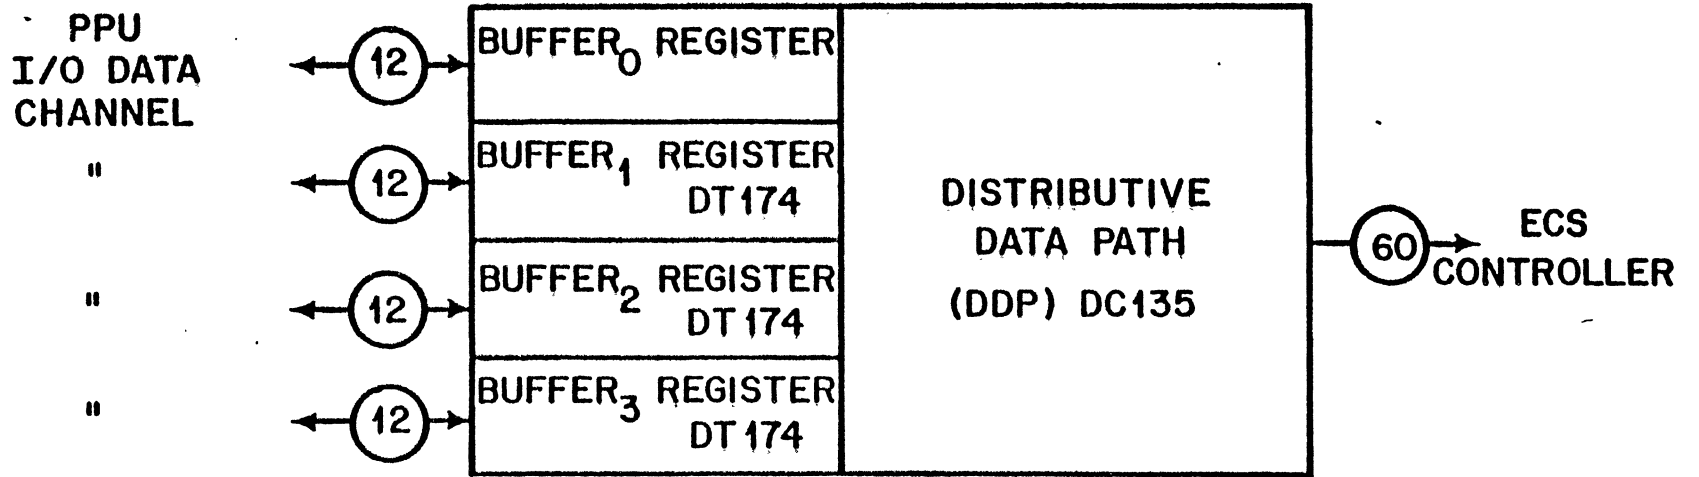 PPU
I/O DATA
CHANNEL
"
"
"
12
12
12
12
BUFFER₀ REGISTER
BUFFER₁ REGISTER
DT174
BUFFER₂ REGISTER
DT174
BUFFER₃ REGISTER
DT174
DISTRIBUTIVE
DATA PATH
(DDP) DC135
60
ECS
CONTROLLER